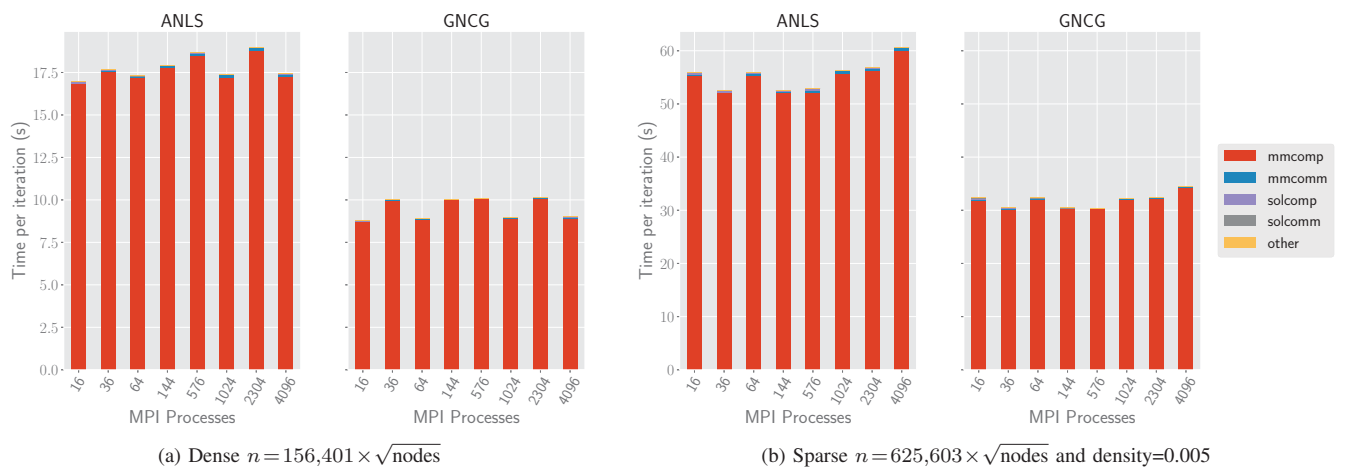 ANLS
GNCG
Time per iteration (s)
17.5
15.0
12.5
10.0
7.5
5.0
2.5
0.0
16 36 64 144 576 1024 2304 4096
16 36 64 144 576 1024 2304 4096
MPI Processes
MPI Processes
(a) Dense n=156,401×√nodes
ANLS
GNCG
Time per iteration (s)
60
50
40
30
20
10
0
16 36 64 144 576 1024 2304 4096
16 36 64 144 576 1024 2304 4096
MPI Processes
MPI Processes
mmcomp
mmcomm
solcomp
solcomm
other
(b) Sparse n=625,603×√nodes and density=0.005